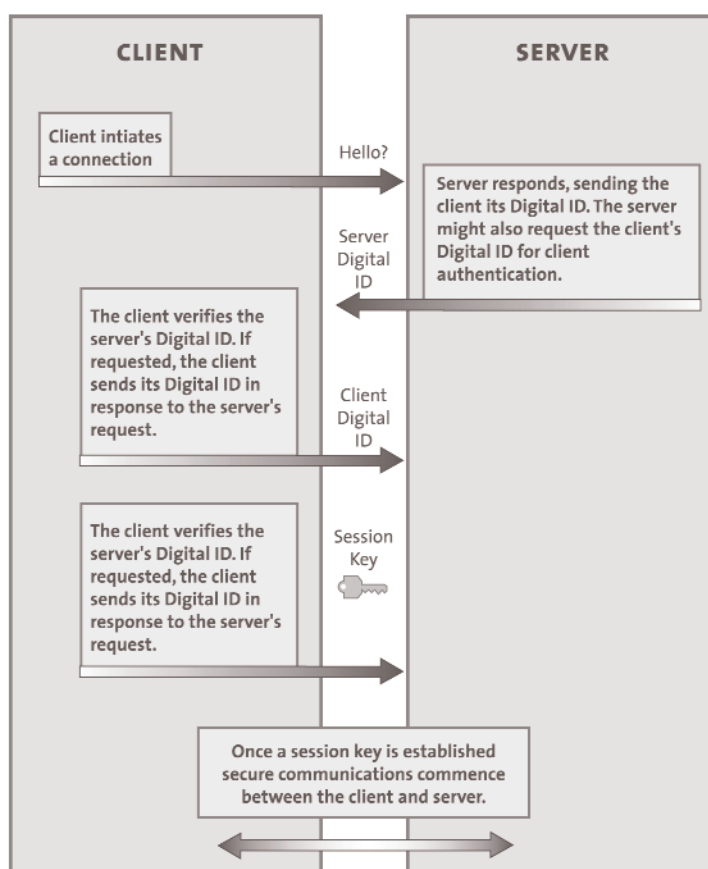 CLIENT
SERVER
Client intiates
a connection
Hello?
Server responds, sending the
client its Digital ID. The server
might also request the client's
Digital ID for client
authentication.
Server
Digital
ID
The client verifies the
server's Digital ID. If
requested, the client
sends its Digital ID in
response to the server's
request.
Client
Digital
ID
The client verifies the
server's Digital ID. If
requested, the client
sends its Digital ID in
response to the server's
request.
Session
Key
Once a session key is established
secure communications commence
between the client and server.